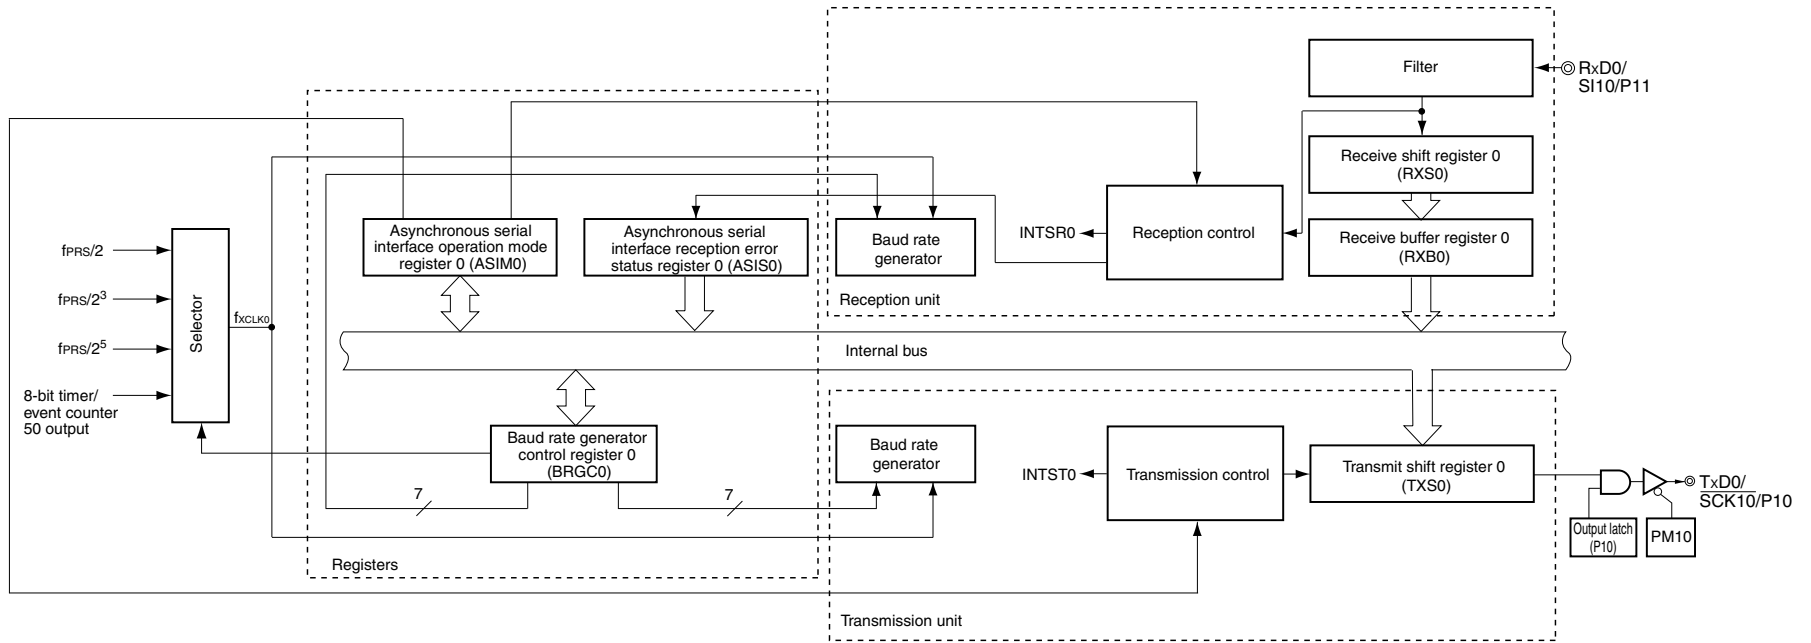 Filter
RxD0/
SI10/P11
Receive shift register 0
(RXS0)
Asynchronous serial
interface operation mode
register 0 (ASIM0)
Asynchronous serial
interface reception error
status register 0 (ASIS0)
Baud rate
generator
INTSR0
Reception control
Receive buffer register 0
(RXB0)
Reception unit
fPRS/2
fPRS/2³
fPRS/2⁵
8-bit timer/
event counter
50 output
Selector
fXCLK0
Internal bus
Baud rate generator
control register 0
(BRGC0)
7
7
Baud rate
generator
INTST0
Transmission control
Transmit shift register 0
(TXS0)
TxD0/
SCK10/P10
Output latch
(P10)
PM10
Registers
Transmission unit